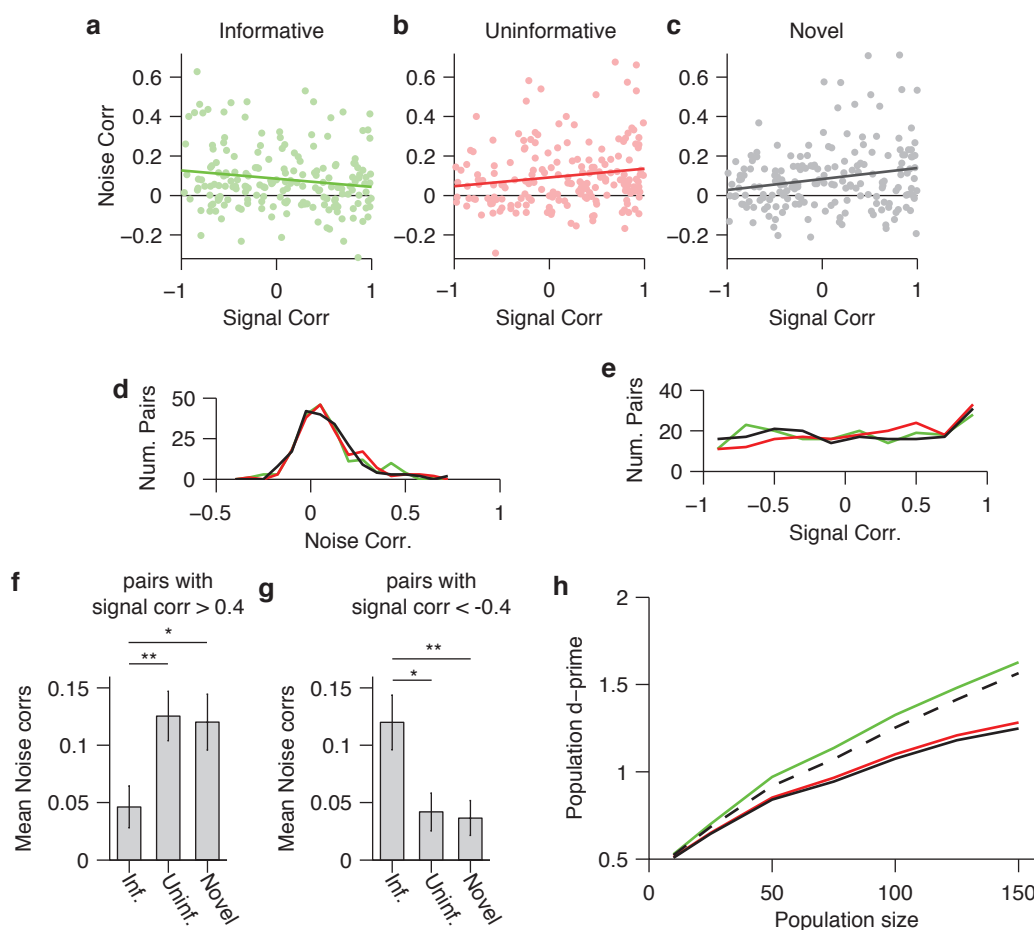 a
Informative
b
Uninformative
c
Novel
Noise Corr
0.6
0.4
0.2
0
−0.2
−1
0
1
Signal Corr
0.6
0.4
0.2
0
−0.2
−1
0
1
Signal Corr
0.6
0.4
0.2
0
−0.2
−1
0
1
Signal Corr
d
Num. Pairs
50
25
0
−0.5
0
0.5
1
Noise Corr.
e
Num. Pairs
40
20
0
−1
−0.5
0
0.5
1
Signal Corr.
f
pairs with
signal corr > 0.4
*
**
Mean Noise corrs
0.15
0.1
0.05
0
Inf.
Uninf.
Novel
g
pairs with
signal corr < -0.4
**
*
Mean Noise corrs
0.15
0.1
0.05
0
Inf.
Uninf.
Novel
h
Population d−prime
2
1.5
1
0.5
0
50
100
150
Population size